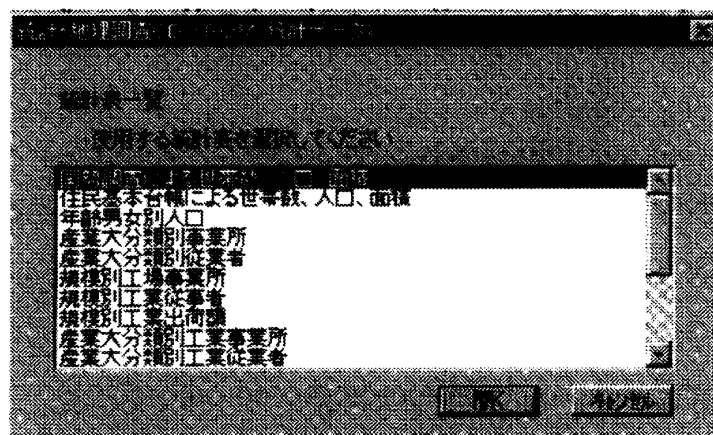 統計表一覧
使用する統計表を選択してください
住民基本台帳による世帯数、人口、面積
年齢男女別人口
産業大分類別事業所
産業大分類別従業者
規模別工場事業所
規模別工業従事者
規模別工業出荷額
産業大分類別工業事業所
産業大分類別工業従業者
開く
キャンセル